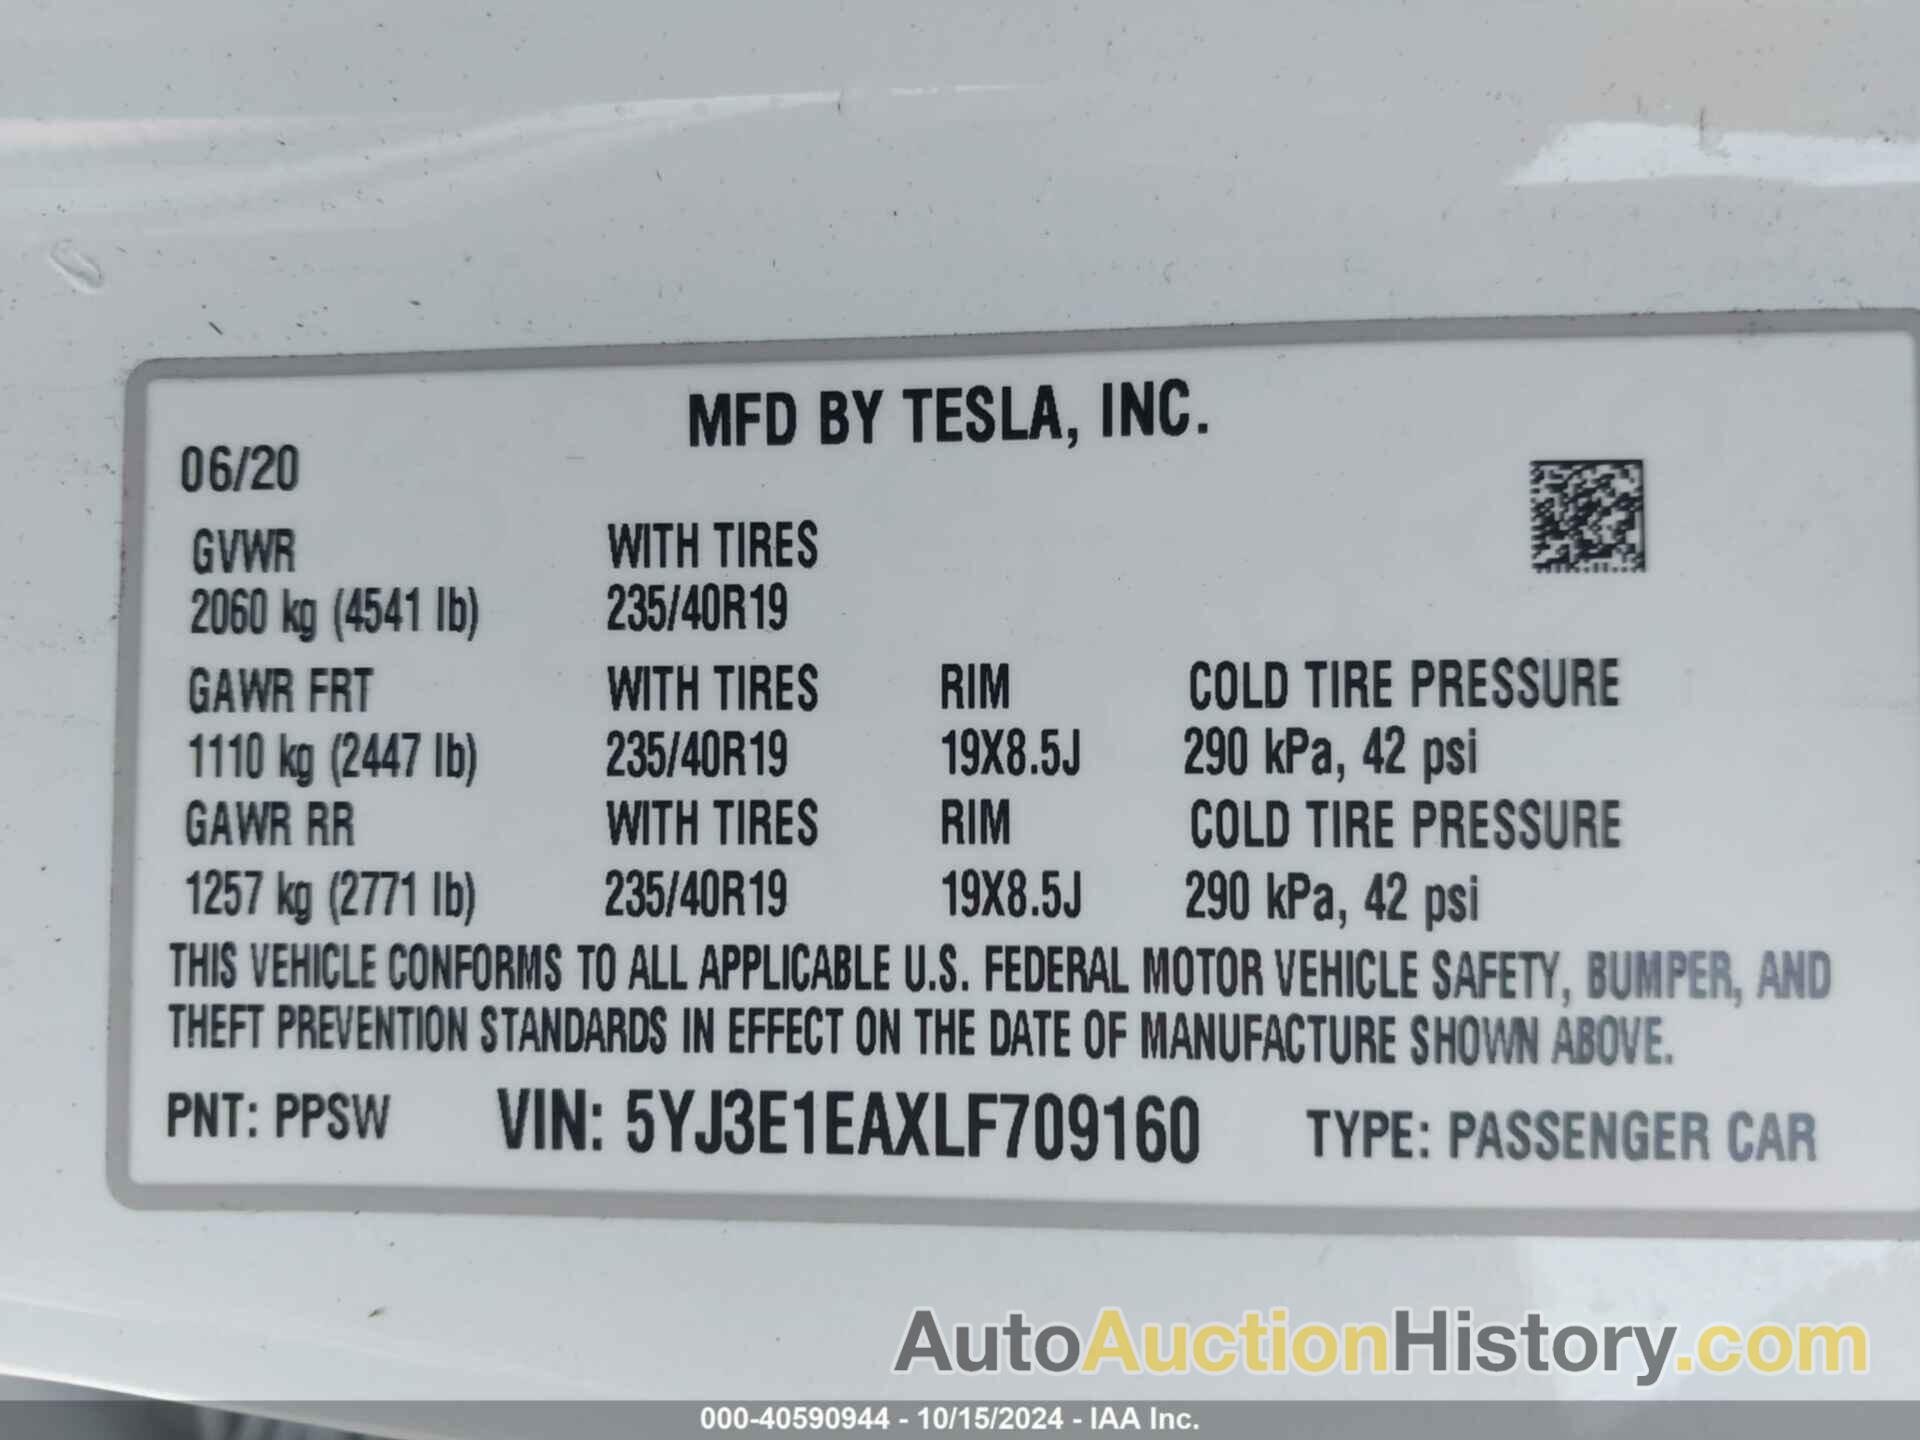 MFD BY TESLA, INC.
06/20
GVWR WITH TIRES
2060 kg (4541 lb) 235/40R19
GAWR FRT WITH TIRES RIM COLD TIRE PRESSURE
1110 kg (2447 lb) 235/40R19 19X8.5J 290 kPa, 42 psi
GAWR RR WITH TIRES RIM COLD TIRE PRESSURE
1257 kg (2771 lb) 235/40R19 19X8.5J 290 kPa, 42 psi
THIS VEHICLE CONFORMS TO ALL APPLICABLE U.S. FEDERAL MOTOR VEHICLE SAFETY, BUMPER, AND
THEFT PREVENTION STANDARDS IN EFFECT ON THE DATE OF MANUFACTURE SHOWN ABOVE.
PNT: PPSW VIN: 5YJ3E1EAXLF709160 TYPE: PASSENGER CAR
AutoAuctionHistory.com
000-40590944 - 10/15/2024 - IAA Inc.